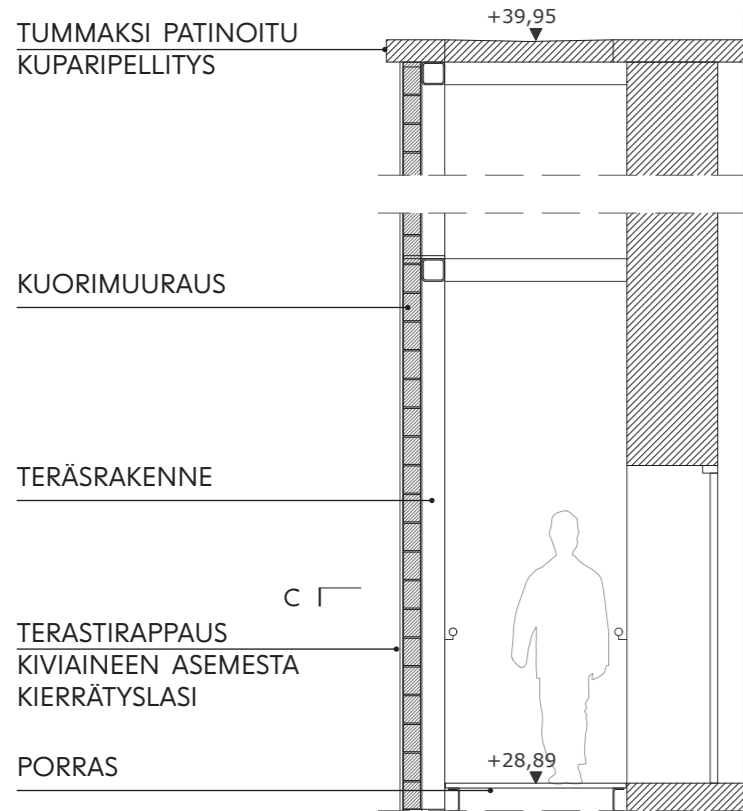 +39,95
TUMMAKSI PATINOITU
KUPARIPELLITYS
KUORIMUURAUS
TERÄSRAKENNE
C
TERASTIRAPPAUS
KIVIAINEEN ASEMESTA
KIERRÄTYSLASI
+28,89
PORRAS